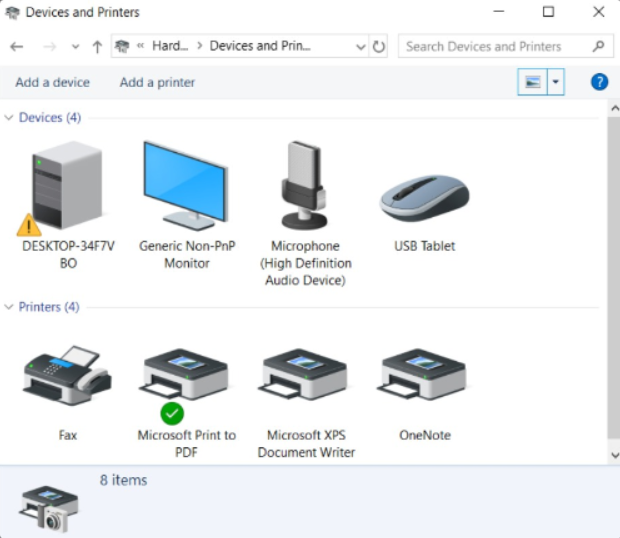 Devices and Printers
« Hard... > Devices and Prin...
Search Devices and Printers
Add a device
Add a printer
Devices (4)
DESKTOP-34F7V
BO
Generic Non-PnP
Monitor
Microphone
(High Definition
Audio Device)
USB Tablet
Printers (4)
Fax
Microsoft Print to
PDF
Microsoft XPS
Document Writer
OneNote
8 items